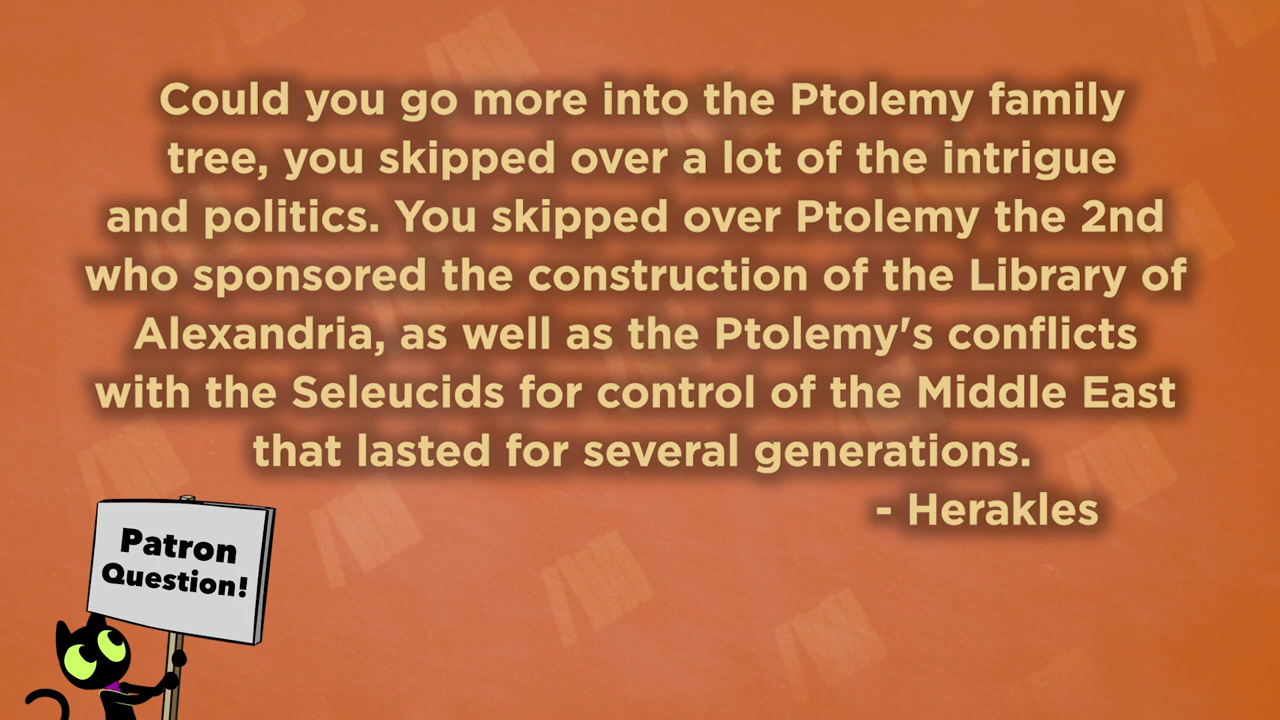 Could you go more into the Ptolemy family
tree, you skipped over a lot of the intrigue
and politics. You skipped over Ptolemy the 2nd
who sponsored the construction of the Library of
Alexandria, as well as the Ptolemy's conflicts
with the Seleucids for control of the Middle East
that lasted for several generations.
- Herakles
Patron
Question!